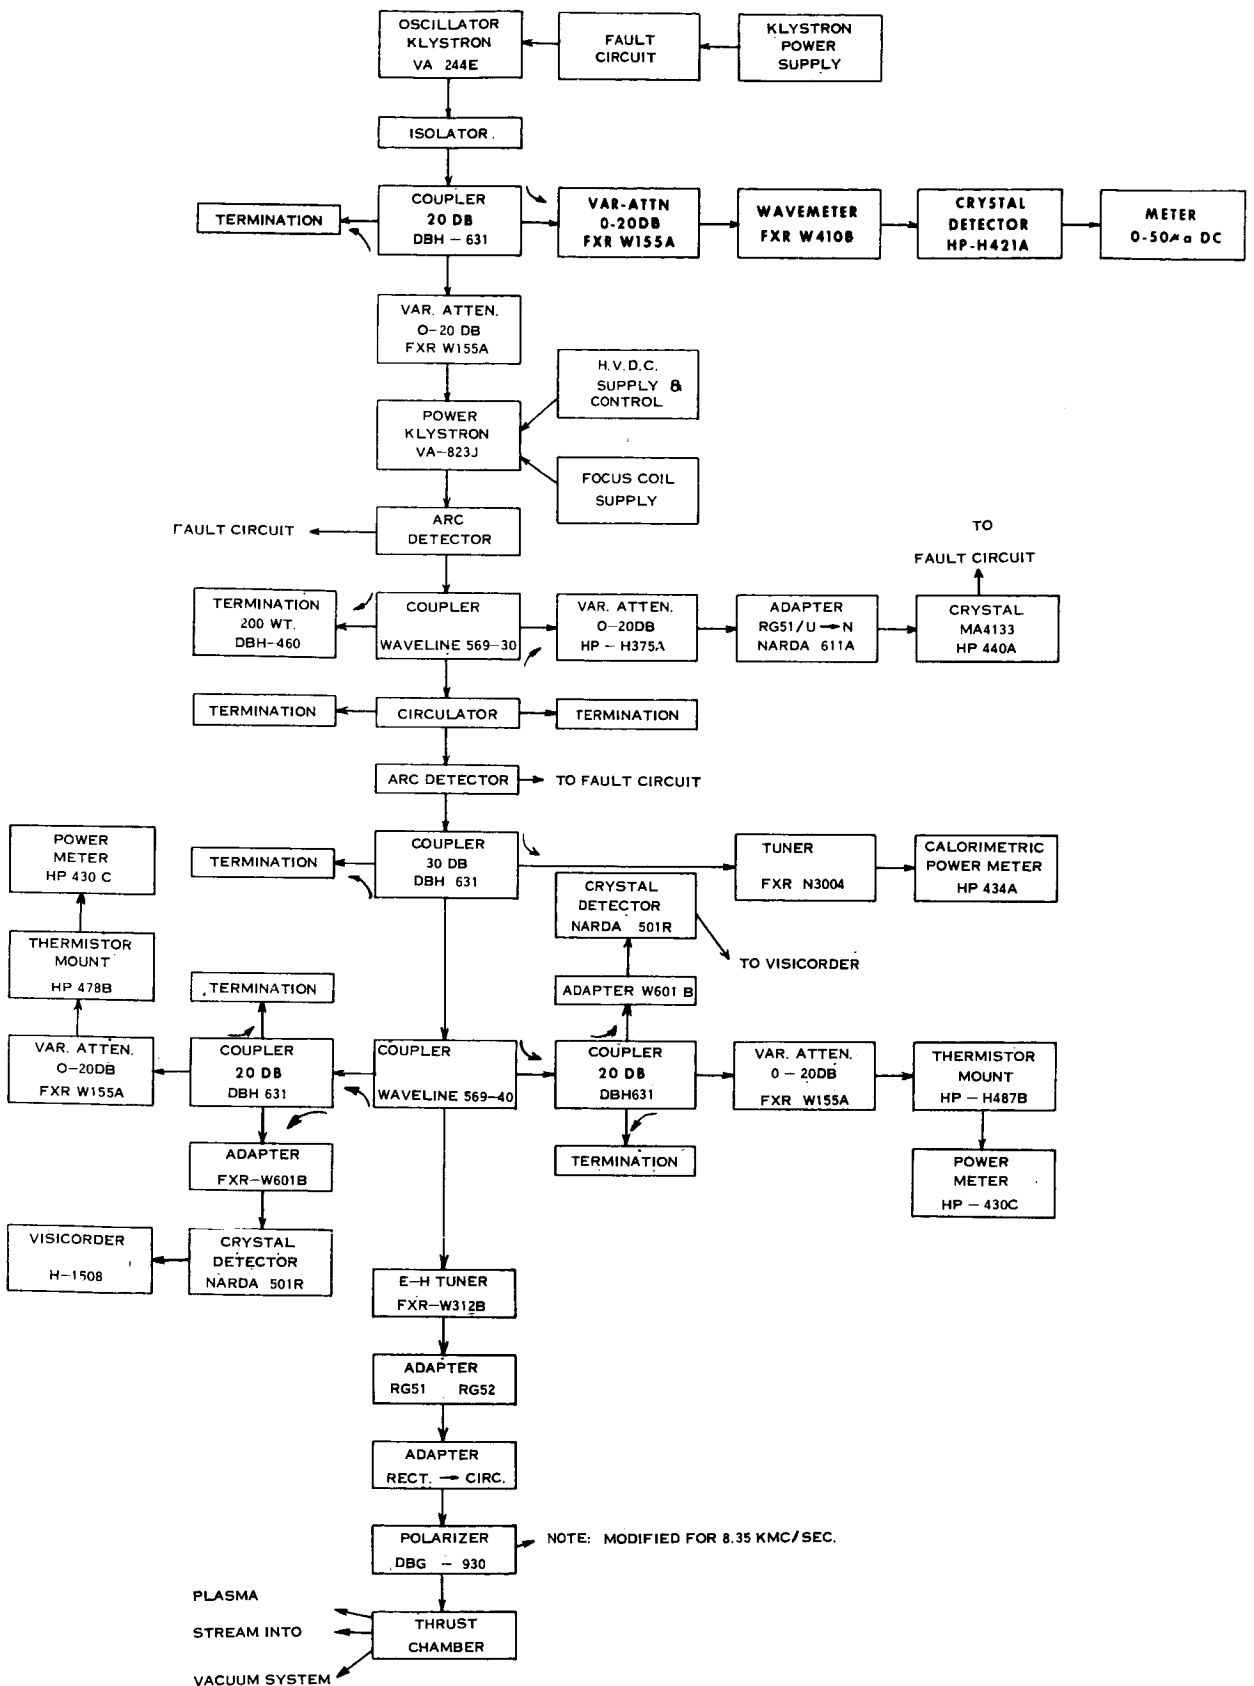 OSCILLATOR
KLYSTRON
VA 244E
FAULT
CIRCUIT
KLYSTRON
POWER
SUPPLY
ISOLATOR.
TERMINATION
COUPLER
20 DB
DBH – 631
VAR-ATTN
0-20DB
FXR W155A
WAVEMETER
FXR W410B
CRYSTAL
DETECTOR
HP-H421A
METER
0-50μa DC
VAR. ATTEN.
0–20 DB
FXR W155A
H.V.D.C.
SUPPLY &
CONTROL
POWER
KLYSTRON
VA–823J
FOCUS COIL
SUPPLY
FAULT CIRCUIT
ARC
DETECTOR
TO
FAULT CIRCUIT
TERMINATION
200 WT.
DBH-460
COUPLER
WAVELINE 569–30
VAR. ATTEN.
0–20DB
HP – H375A
ADAPTER
RG51/U → N
NARDA 611A
CRYSTAL
MA4133
HP 440A
TERMINATION
CIRCULATOR
TERMINATION
ARC DETECTOR
TO FAULT CIRCUIT
POWER
METER
HP 430 C
TERMINATION
COUPLER
30 DB
DBH 631
TUNER
FXR N3004
CALORIMETRIC
POWER METER
HP 434A
CRYSTAL
DETECTOR
NARDA 501R
THERMISTOR
MOUNT
HP 478B
TO VISICORDER
TERMINATION
ADAPTER W601 B
VAR. ATTEN.
0–20DB
FXR W155A
COUPLER
20 DB
DBH 631
COUPLER
WAVELINE 569–40
COUPLER
20 DB
DBH631
VAR. ATTEN.
0 – 20DB
FXR W155A
THERMISTOR
MOUNT
HP – H487B
ADAPTER
FXR–W601B
TERMINATION
POWER
METER
HP – 430C
VISICORDER
H–1508
CRYSTAL
DETECTOR
NARDA 501R
E–H TUNER
FXR–W312B
ADAPTER
RG51 RG52
ADAPTER
RECT. → CIRC.
POLARIZER
DBG – 930
NOTE: MODIFIED FOR 8.35 KMC/SEC.
PLASMA
STREAM INTO
VACUUM SYSTEM
THRUST
CHAMBER